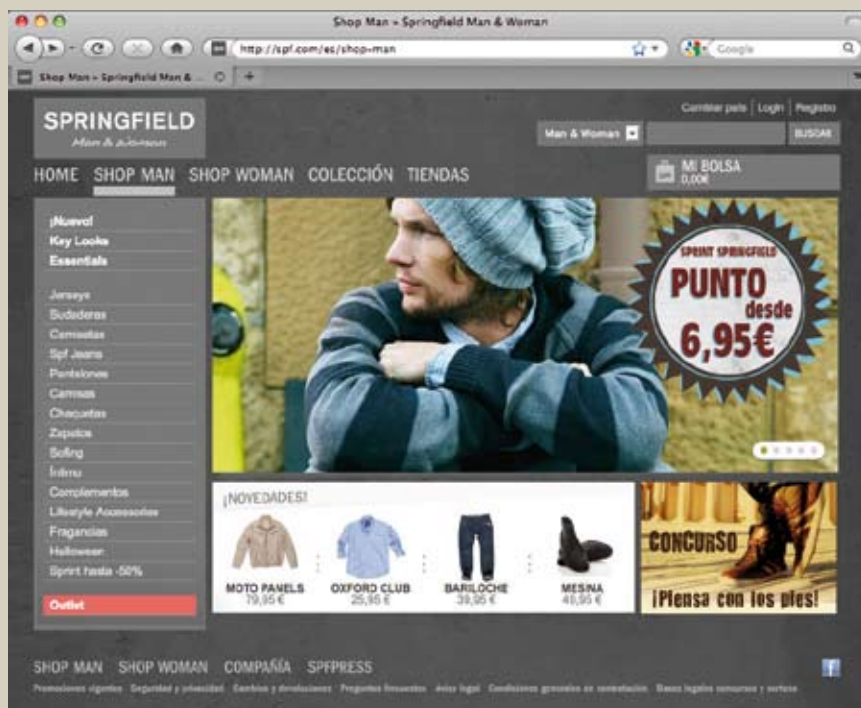 Shop Man » Springfield Man & Woman
http://spf.com/es/shop-man
Google
Shop Man » Springfield Man & ...
SPRINGFIELD
Man & Woman
Cambiar país | Login | Registro
Man & Woman
BUSCAR
HOME SHOP MAN SHOP WOMAN COLECCIÓN TIENDAS
MI BOLSA
0,00€
¡Nuevo!
Key Looks
Essentials
Jerseys
Sudaderas
Camisetas
Spf Jeans
Pantalones
Camisas
Chaquetas
Zapatos
Sofing
Íntimo
Complementos
Lifestyle Accessories
Fragancias
Halloween
Sprint hasta -50%
Outlet
SPRINT SPRINGFIELD
PUNTO
desde
6,95€
¡NOVEDADES!
MOTO PANELS
79,95 €
OXFORD CLUB
25,95 €
BARILOCHE
39,95 €
MESINA
49,95 €
CONCURSO
¡Piensa con los pies!
SHOP MAN SHOP WOMAN COMPAÑÍA SPFPRESS
Promociones vigentes Seguridad y privacidad Cambios y devoluciones Preguntas frecuentes Aviso legal Condiciones generales de contratación Bases legales concursos y sorteos